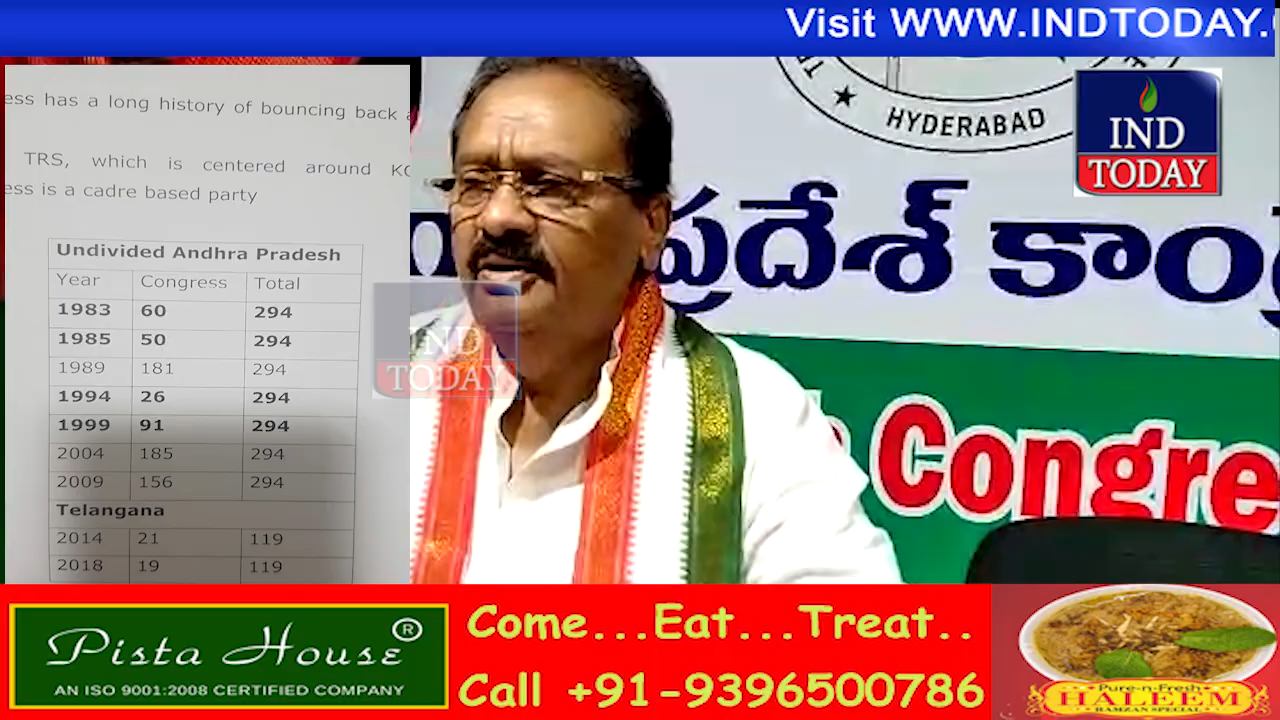 Visit WWW.INDTODAY.
ess has a long history of bouncing back
TRS, which is centered around
ess is a cadre based party
Undivided Andhra Pradesh
Year Congress Total
1983 60 294
1985 50 294
1989 181 294
1994 26 294
1999 91 294
2004 185 294
2009 156 294
Telangana
2014 21 119
2018 19 119
IND
TODAY
HYDERABAD
IND
TODAY
ప్రదేశ్ కాం
Congre
Pista House®
AN ISO 9001:2008 CERTIFIED COMPANY
Come...Eat...Treat..
Call +91-9396500786
Pure-n-Fresh
HALEEM
RAMZAN SPECIAL